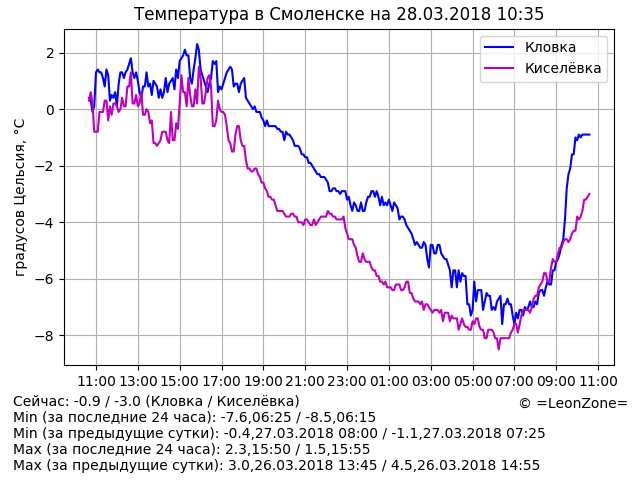 Температура в Смоленске на 28.03.2018 10:35
Кловка
Киселёвка
градусов Цельсия, °C
2
0
−2
−4
−6
−8
11:00 13:00 15:00 17:00 19:00 21:00 23:00 01:00 03:00 05:00 07:00 09:00 11:00
Сейчас: -0.9 / -3.0 (Кловка / Киселёвка)
© =LeonZone=
Min (за последние 24 часа): -7.6,06:25 / -8.5,06:15
Min (за предыдущие сутки): -0.4,27.03.2018 08:00 / -1.1,27.03.2018 07:25
Max (за последние 24 часа): 2.3,15:50 / 1.5,15:55
Max (за предыдущие сутки): 3.0,26.03.2018 13:45 / 4.5,26.03.2018 14:55